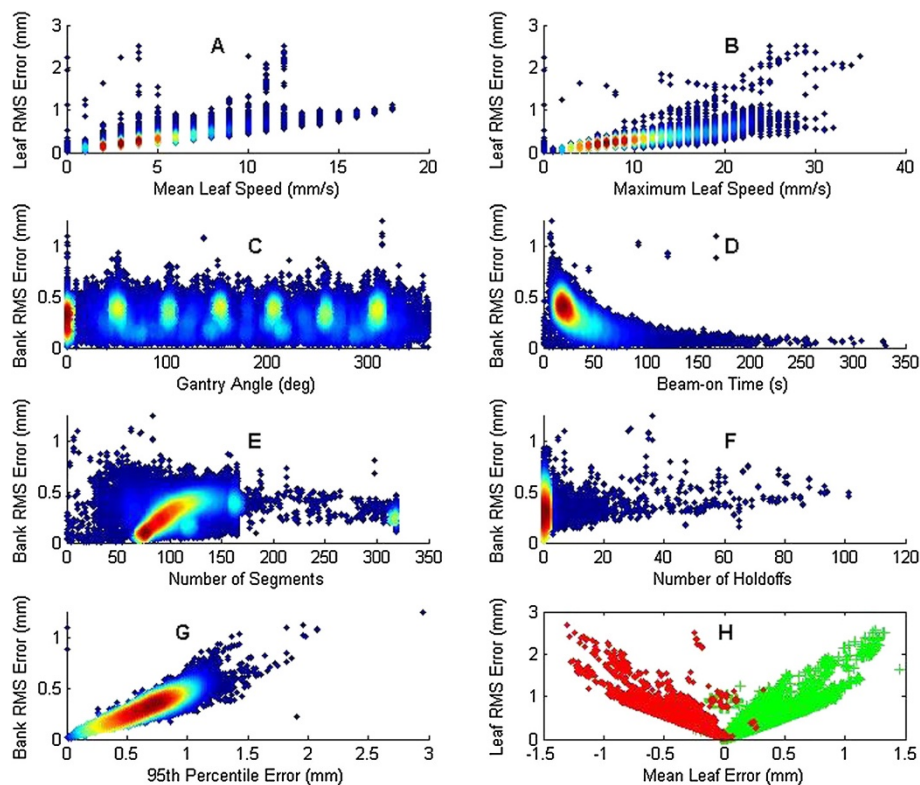 A
Leaf RMS Error (mm)
3
2
1
0
0 5 10 15 20
Mean Leaf Speed (mm/s)
B
Leaf RMS Error (mm)
3
2
1
0
0 10 20 30 40
Maximum Leaf Speed (mm/s)
C
Bank RMS Error (mm)
1
0.5
0
0 100 200 300
Gantry Angle (deg)
D
Bank RMS Error (mm)
1
0.5
0
0 50 100 150 200 250 300 350
Beam-on Time (s)
E
Bank RMS Error (mm)
1
0.5
0
0 50 100 150 200 250 300 350
Number of Segments
F
Bank RMS Error (mm)
1
0.5
0
0 20 40 60 80 100 120
Number of Holdoffs
G
Bank RMS Error (mm)
1
0.5
0
0 0.5 1 1.5 2 2.5 3
95th Percentile Error (mm)
H
Leaf RMS Error (mm)
3
2
1
0
-1.5 -1 -0.5 0 0.5 1 1.5
Mean Leaf Error (mm)